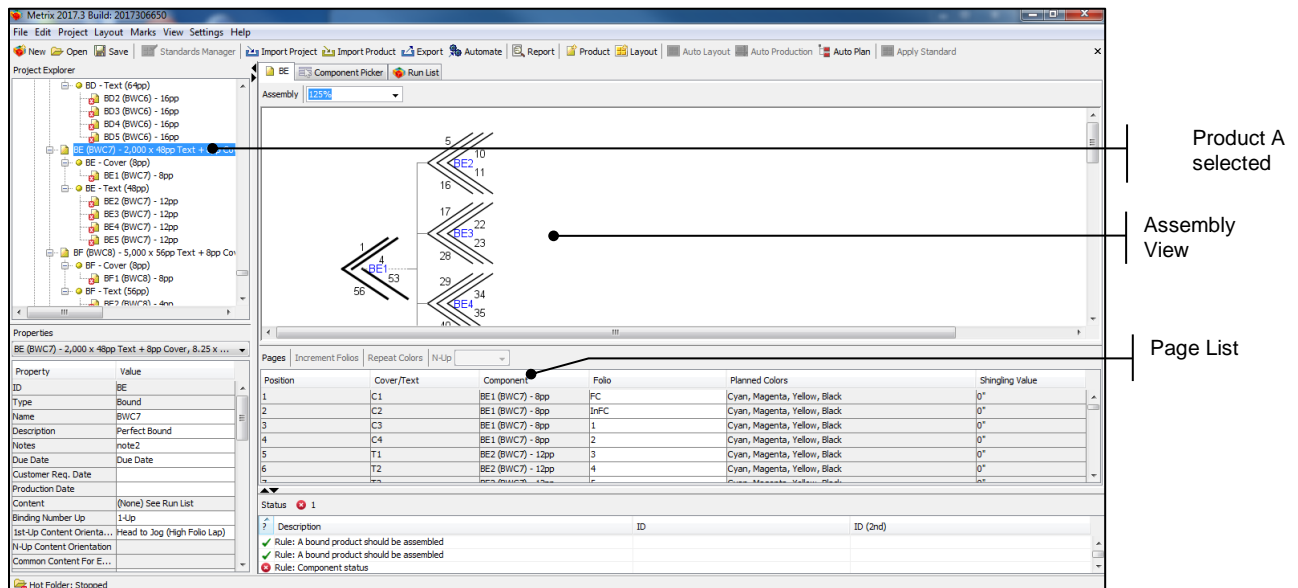 Metrix 2017.3 Build: 2017306650
File Edit Project Layout Marks View Settings Help
New Open Save Standards Manager Import Project Import Product Export Automate Report Product Layout Auto Layout Auto Production Auto Plan Apply Standard
Project Explorer
BD - Text (64pp)
BD2 (BWC6) - 16pp
BD3 (BWC6) - 16pp
BD4 (BWC6) - 16pp
BD5 (BWC6) - 16pp
BE (BWC7) - 2,000 x 48pp Text +
BE - Cover (8pp)
BE1 (BWC7) - 8pp
BE - Text (48pp)
BE2 (BWC7) - 12pp
BE3 (BWC7) - 12pp
BE4 (BWC7) - 12pp
BE5 (BWC7) - 12pp
BF (BWC8) - 5,000 x 56pp Text + 8pp Cov
BF - Cover (8pp)
BF1 (BWC8) - 8pp
BF - Text (56pp)
BF2 (BWC8) - 4pp
Properties
BE (BWC7) - 2,000 x 48pp Text + 8pp Cover, 8.25 x ...
Property Value
ID BE
Type Bound
Name BWC7
Description Perfect Bound
Notes note2
Due Date Due Date
Customer Req. Date
Production Date
Content (None) See Run List
Binding Number Up 1-Up
1st-Up Content Orienta... Head to Jog (High Folio Lap)
N-Up Content Orientation
Common Content For E...
Hot Folder: Stopped
BE Component Picker Run List
Assembly 125%
5
10
BE2
11
16
17
22
BE3
23
28
1
4
BE1
53
56
29
34
BE4
35
40
Pages Increment Folios Repeat Colors N-Up
Position Cover/Text Component Folio Planned Colors Shingling Value
1 C1 BE1 (BWC7) - 8pp FC Cyan, Magenta, Yellow, Black 0"
2 C2 BE1 (BWC7) - 8pp InFC Cyan, Magenta, Yellow, Black 0"
3 C3 BE1 (BWC7) - 8pp 1 Cyan, Magenta, Yellow, Black 0"
4 C4 BE1 (BWC7) - 8pp 2 Cyan, Magenta, Yellow, Black 0"
5 T1 BE2 (BWC7) - 12pp 3 Cyan, Magenta, Yellow, Black 0"
6 T2 BE2 (BWC7) - 12pp 4 Cyan, Magenta, Yellow, Black 0"
Status 1
? Description ID ID (2nd)
Rule: A bound product should be assembled
Rule: A bound product should be assembled
Rule: Component status
Product A
selected
Assembly
View
Page List